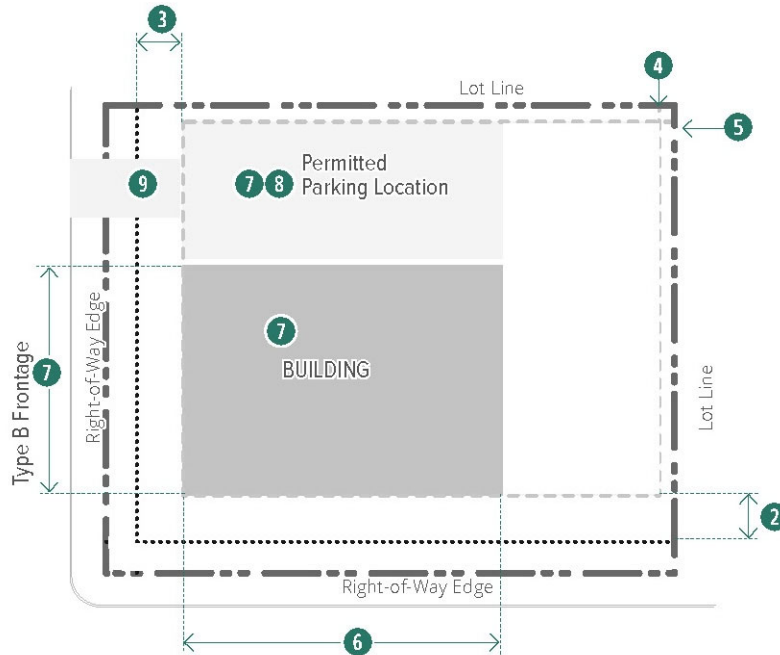 3
4
Lot Line
5
9
7 8 Permitted
Parking Location
7
BUILDING
7
Type B Frontage
Right-of-Way Edge
Lot Line
2
Right-of-Way Edge
6